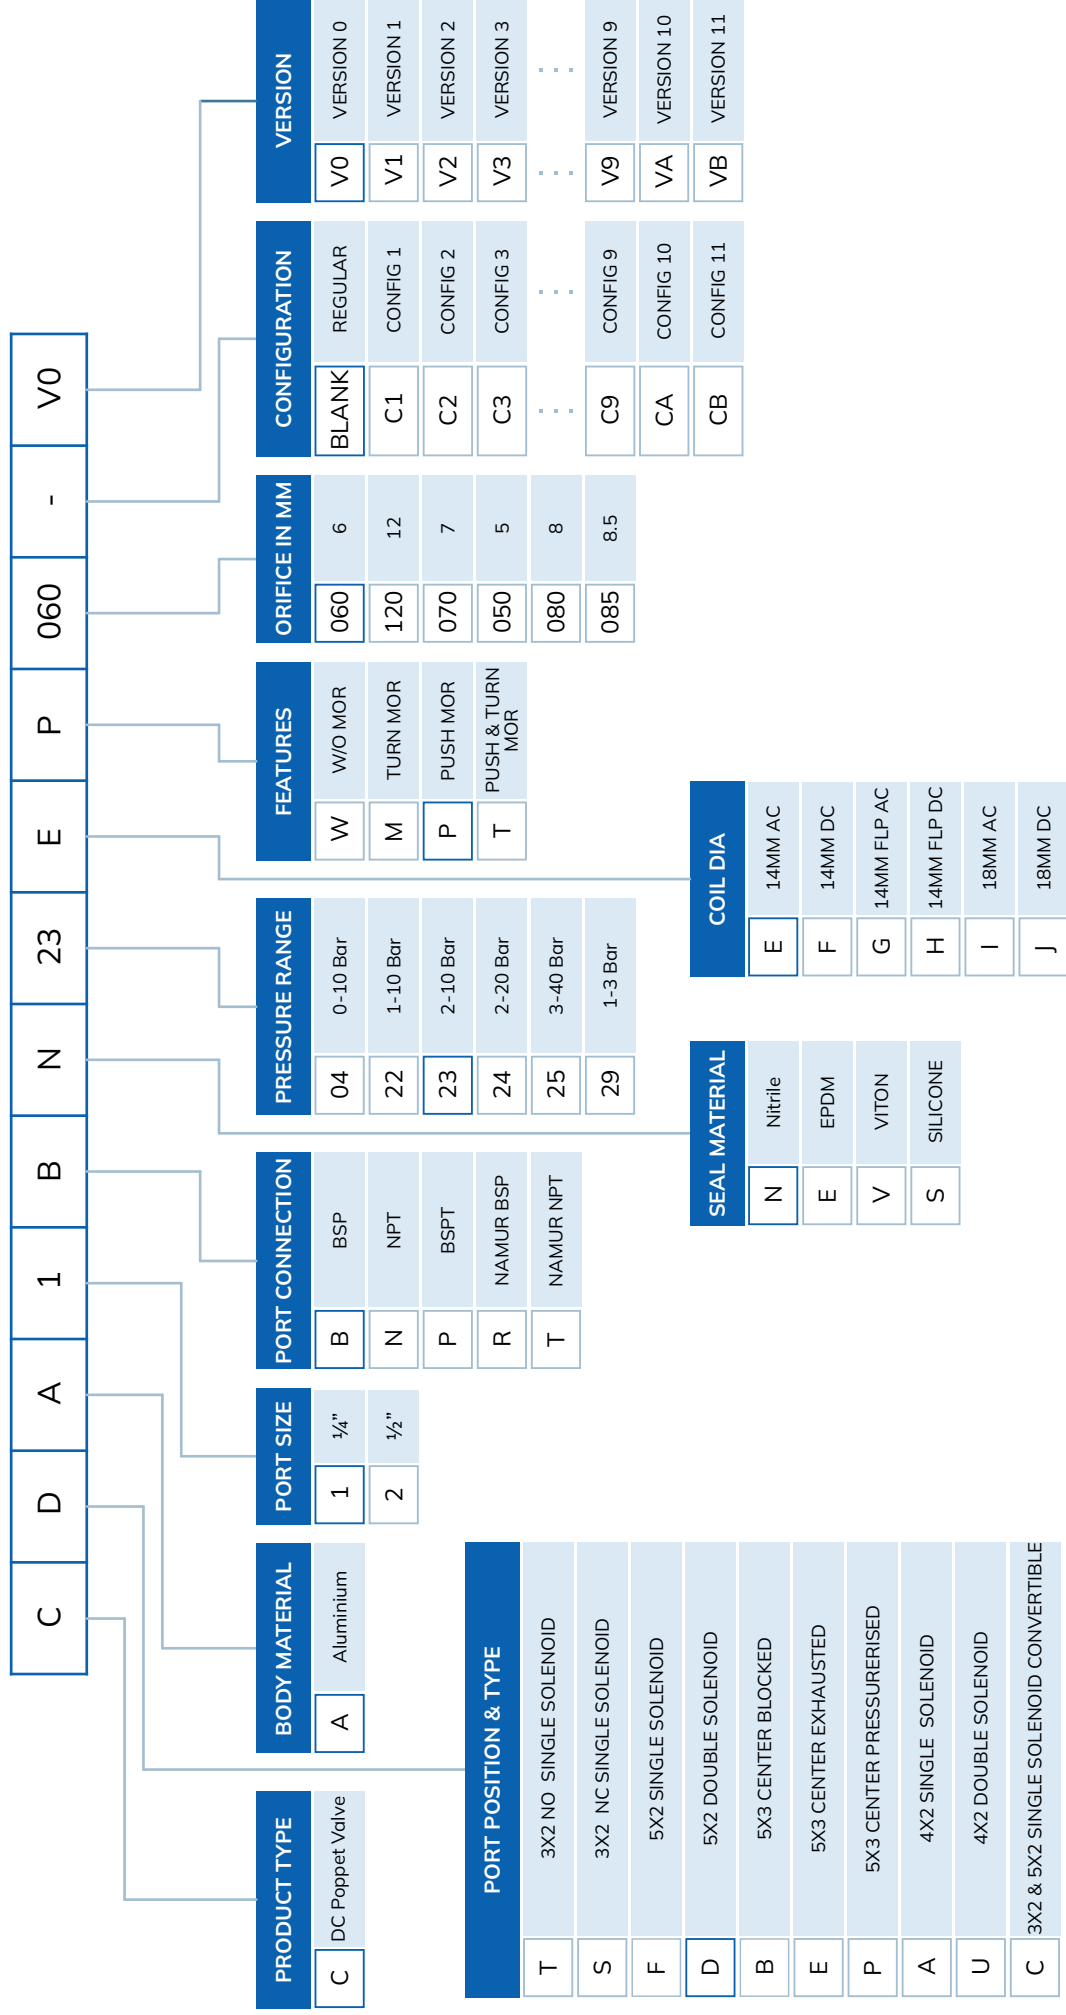 C D A 1 B N 23 E P 060 - V0
PRODUCT TYPE
C DC Poppet Valve
PORT POSITION & TYPE
T 3X2 NO SINGLE SOLENOID
S 3X2 NC SINGLE SOLENOID
F 5X2 SINGLE SOLENOID
D 5X2 DOUBLE SOLENOID
B 5X3 CENTER BLOCKED
E 5X3 CENTER EXHAUSTED
P 5X3 CENTER PRESSURERISED
A 4X2 SINGLE SOLENOID
U 4X2 DOUBLE SOLENOID
C 3X2 & 5X2 SINGLE SOLENOID CONVERTIBLE
BODY MATERIAL
A Aluminium
PORT SIZE
1 ¼”
2 ½”
PORT CONNECTION
B BSP
N NPT
P BSPT
R NAMUR BSP
T NAMUR NPT
SEAL MATERIAL
N Nitrile
E EPDM
V VITON
S SILICONE
PRESSURE RANGE
04 0-10 Bar
22 1-10 Bar
23 2-10 Bar
24 2-20 Bar
25 3-40 Bar
29 1-3 Bar
COIL DIA
E 14MM AC
F 14MM DC
G 14MM FLP AC
H 14MM FLP DC
I 18MM AC
J 18MM DC
FEATURES
W W/O MOR
M TURN MOR
P PUSH MOR
T PUSH & TURN
MOR
ORIFICE IN MM
060 6
120 12
070 7
050 5
080 8
085 8.5
CONFIGURATION
BLANK REGULAR
C1 CONFIG 1
C2 CONFIG 2
C3 CONFIG 3
... ...
C9 CONFIG 9
CA CONFIG 10
CB CONFIG 11
VERSION
V0 VERSION 0
V1 VERSION 1
V2 VERSION 2
V3 VERSION 3
... ...
V9 VERSION 9
VA VERSION 10
VB VERSION 11